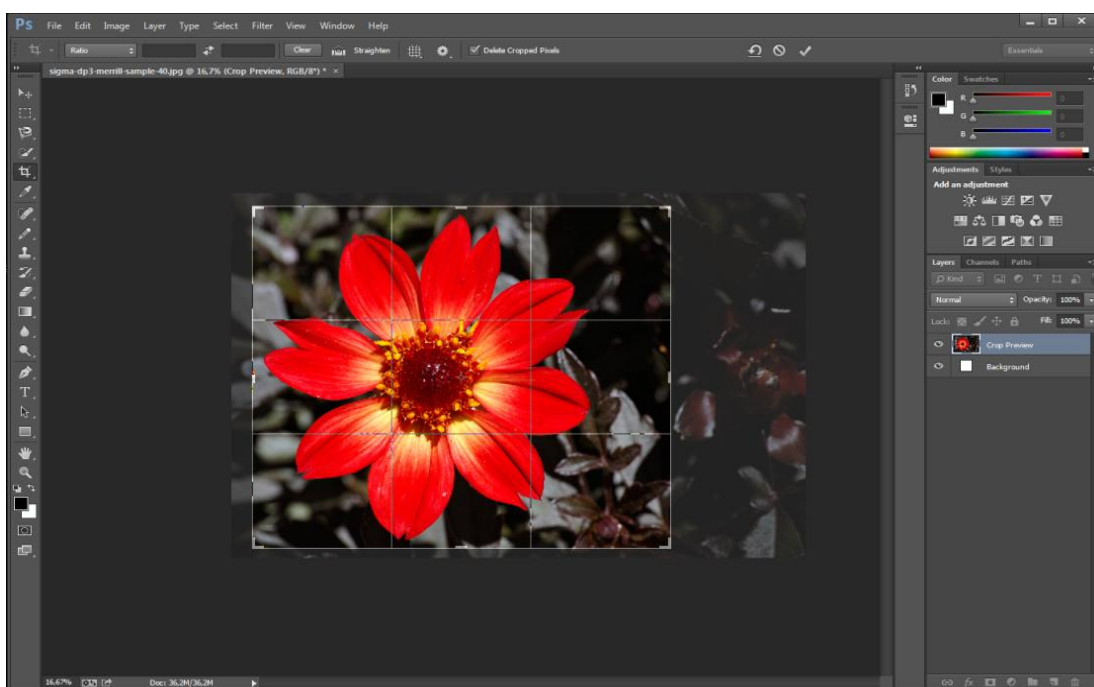 Ps File Edit Image Layer Type Select Filter View Window Help
Ratio Clear Straighten Delete Cropped Pixels Essentials
sigma-dp3-merrill-sample-40.jpg @ 16,7% (Crop Preview, RGB/8*) * ×
Color Swatches
R 0
G 0
B 0
Adjustments Styles
Add an adjustment
Layers Channels Paths
Kind
Normal Opacity: 100%
Lock: Fill: 100%
Crop Preview
Background
16,67% Doc: 36,2M/36,2M